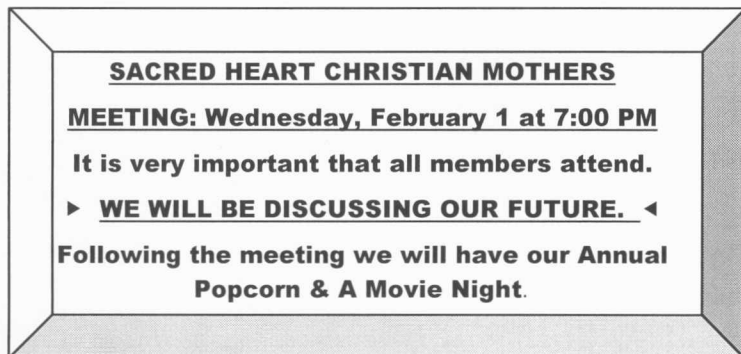 SACRED HEART CHRISTIAN MOTHERS
MEETING: Wednesday, February 1 at 7:00 PM
It is very important that all members attend.
► WE WILL BE DISCUSSING OUR FUTURE. ◄
Following the meeting we will have our Annual
Popcorn & A Movie Night.